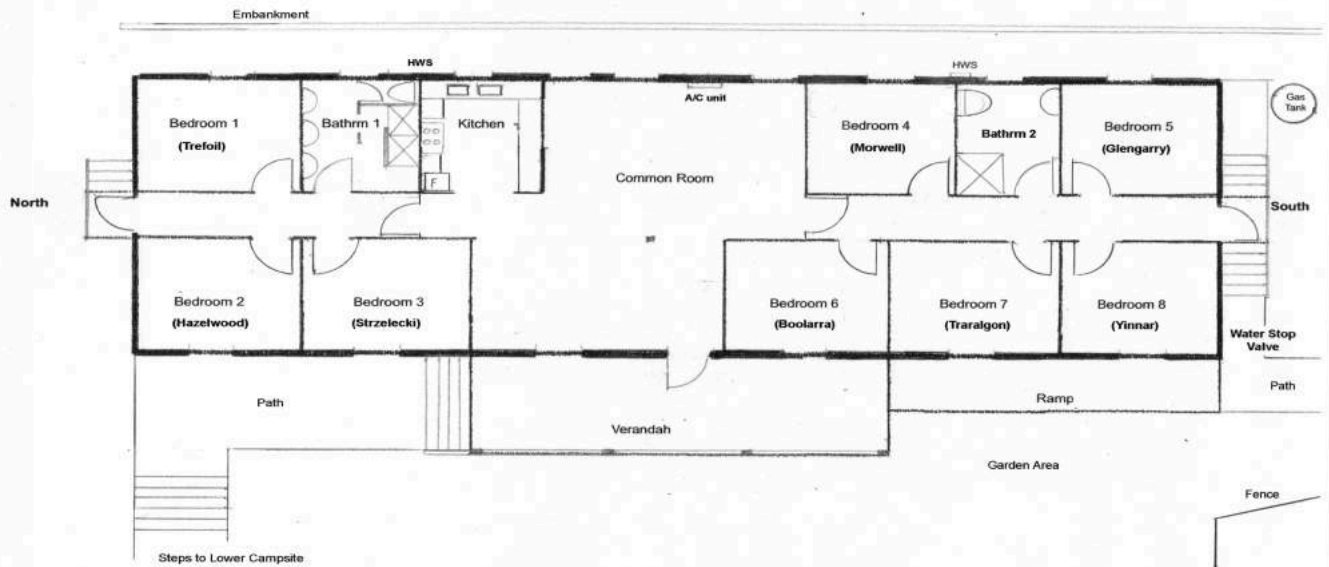 Embankment
HWS
HWS
A/C unit
Gas
Tank
Bedroom 1
(Trefoil)
Bathrm 1
Kitchen
F
Common Room
Bedroom 4
(Morwell)
Bathrm 2
Bedroom 5
(Glengarry)
North
South
Bedroom 2
(Hazelwood)
Bedroom 3
(Strzelecki)
Bedroom 6
(Boolarra)
Bedroom 7
(Traralgon)
Bedroom 8
(Yinnar)
Water Stop
Valve
Path
Path
Ramp
Verandah
Garden Area
Fence
Steps to Lower Campsite